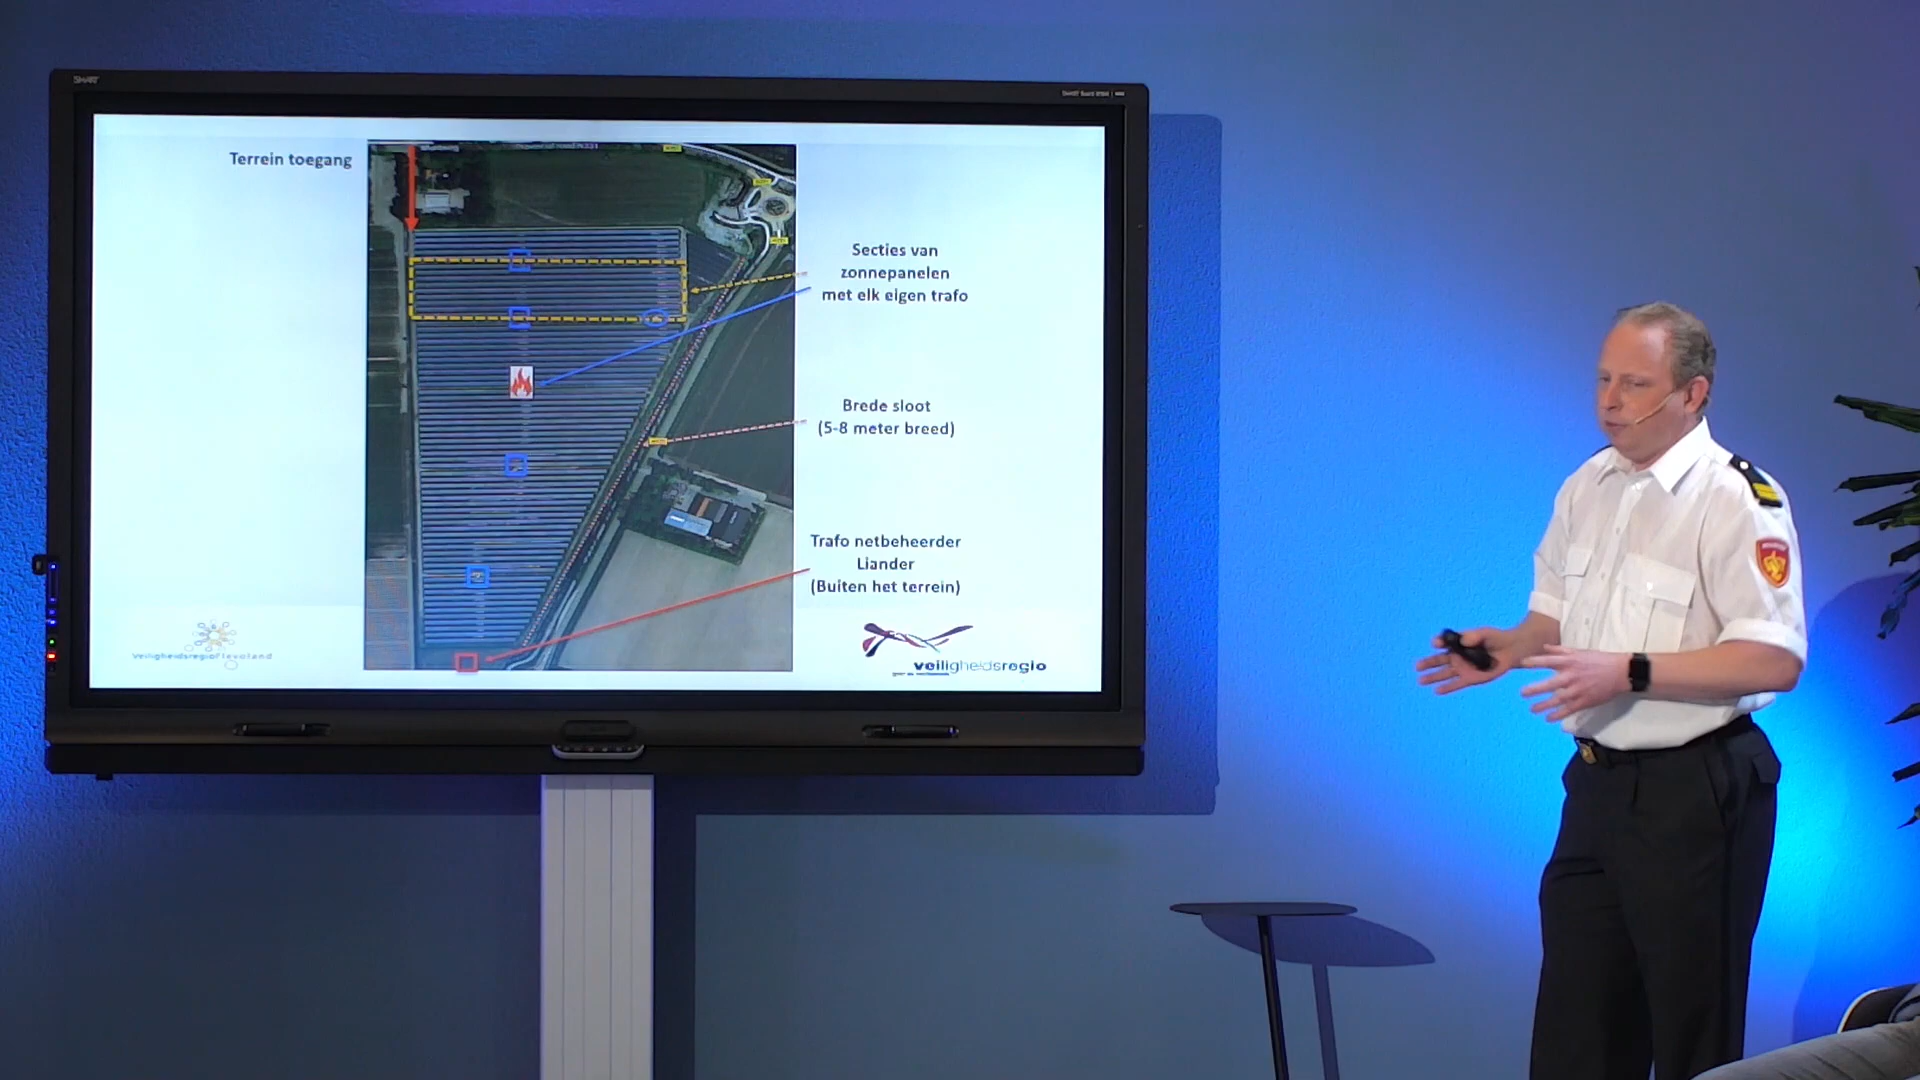 SMART
Terrein toegang
Secties van
zonnepanelen
met elk eigen trafo
Brede sloot
(5-8 meter breed)
Trafo netbeheerder
Liander
(Buiten het terrein)
veiligheidsregio